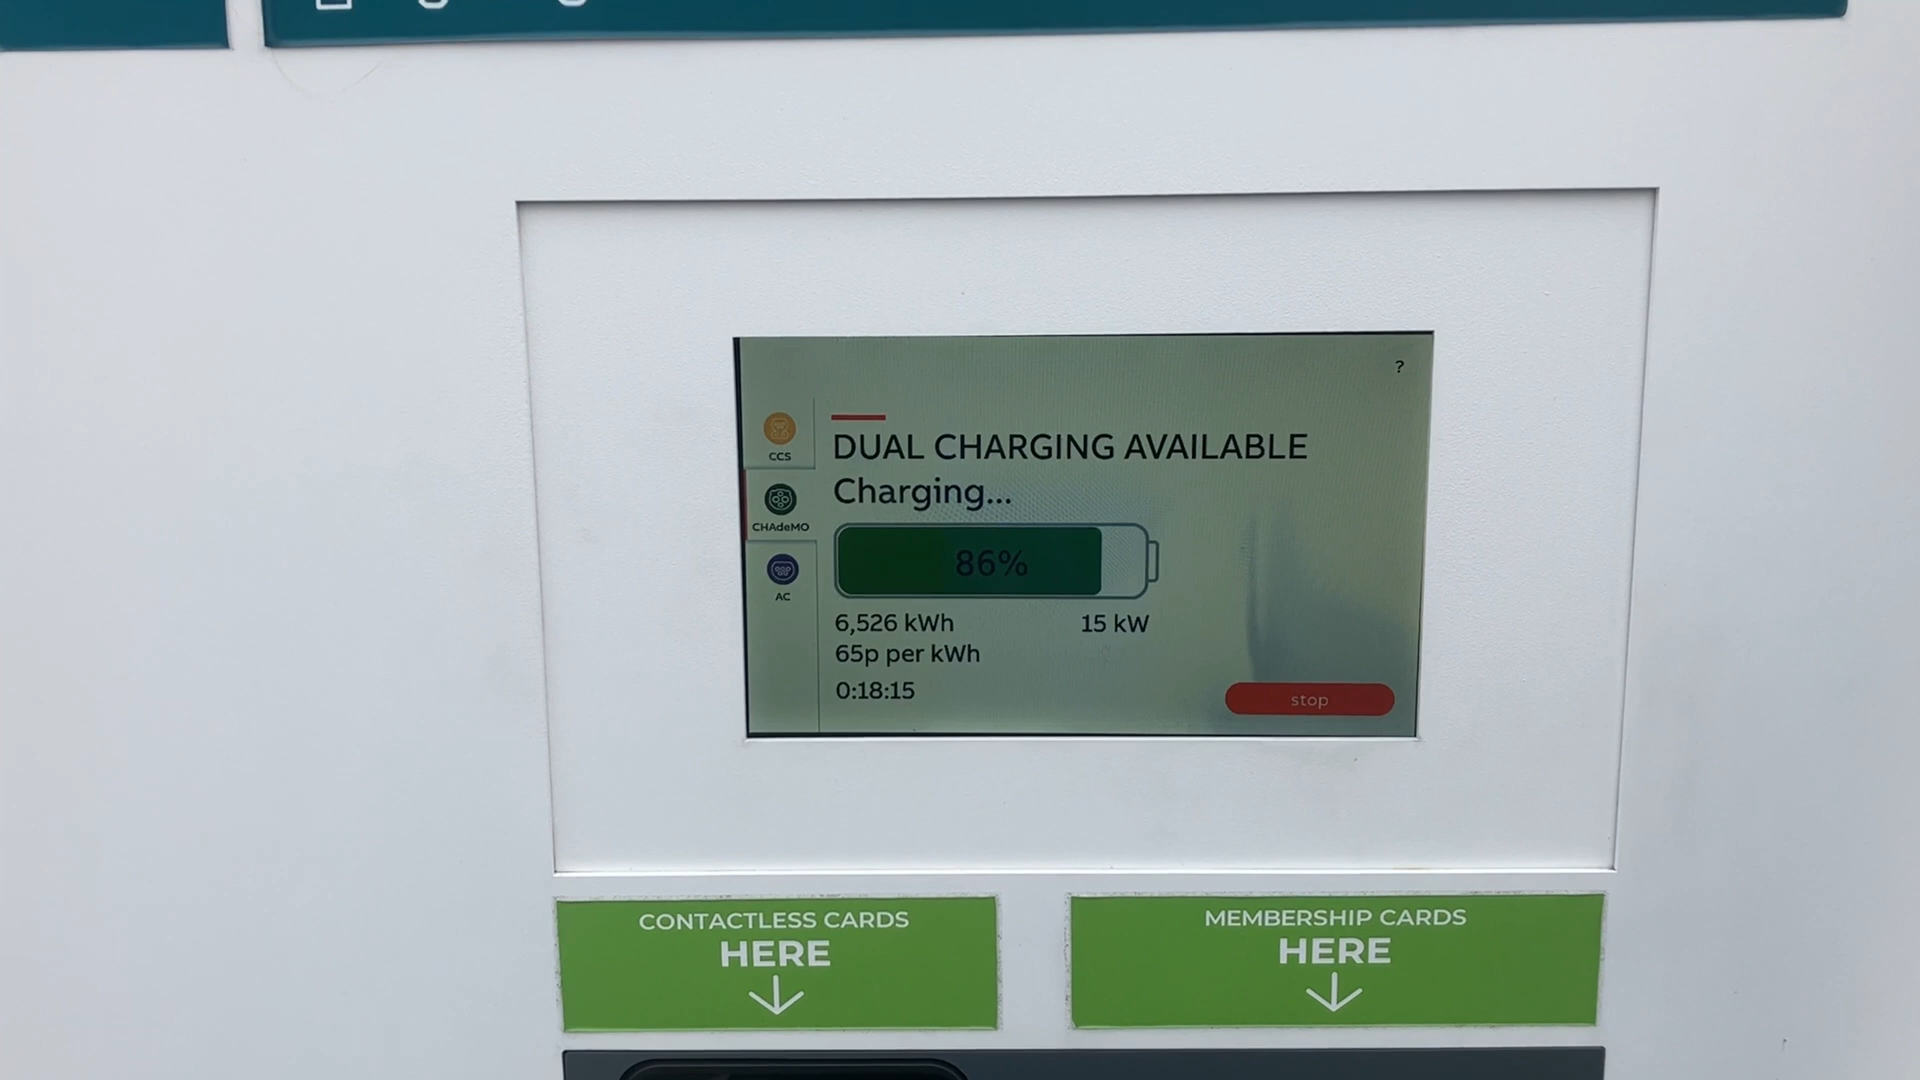 ?
CCS
CHAdeMO
AC
DUAL CHARGING AVAILABLE
Charging...
86%
6,526 kWh 15 kW
65p per kWh
0:18:15
stop
CONTACTLESS CARDS
HERE
MEMBERSHIP CARDS
HERE